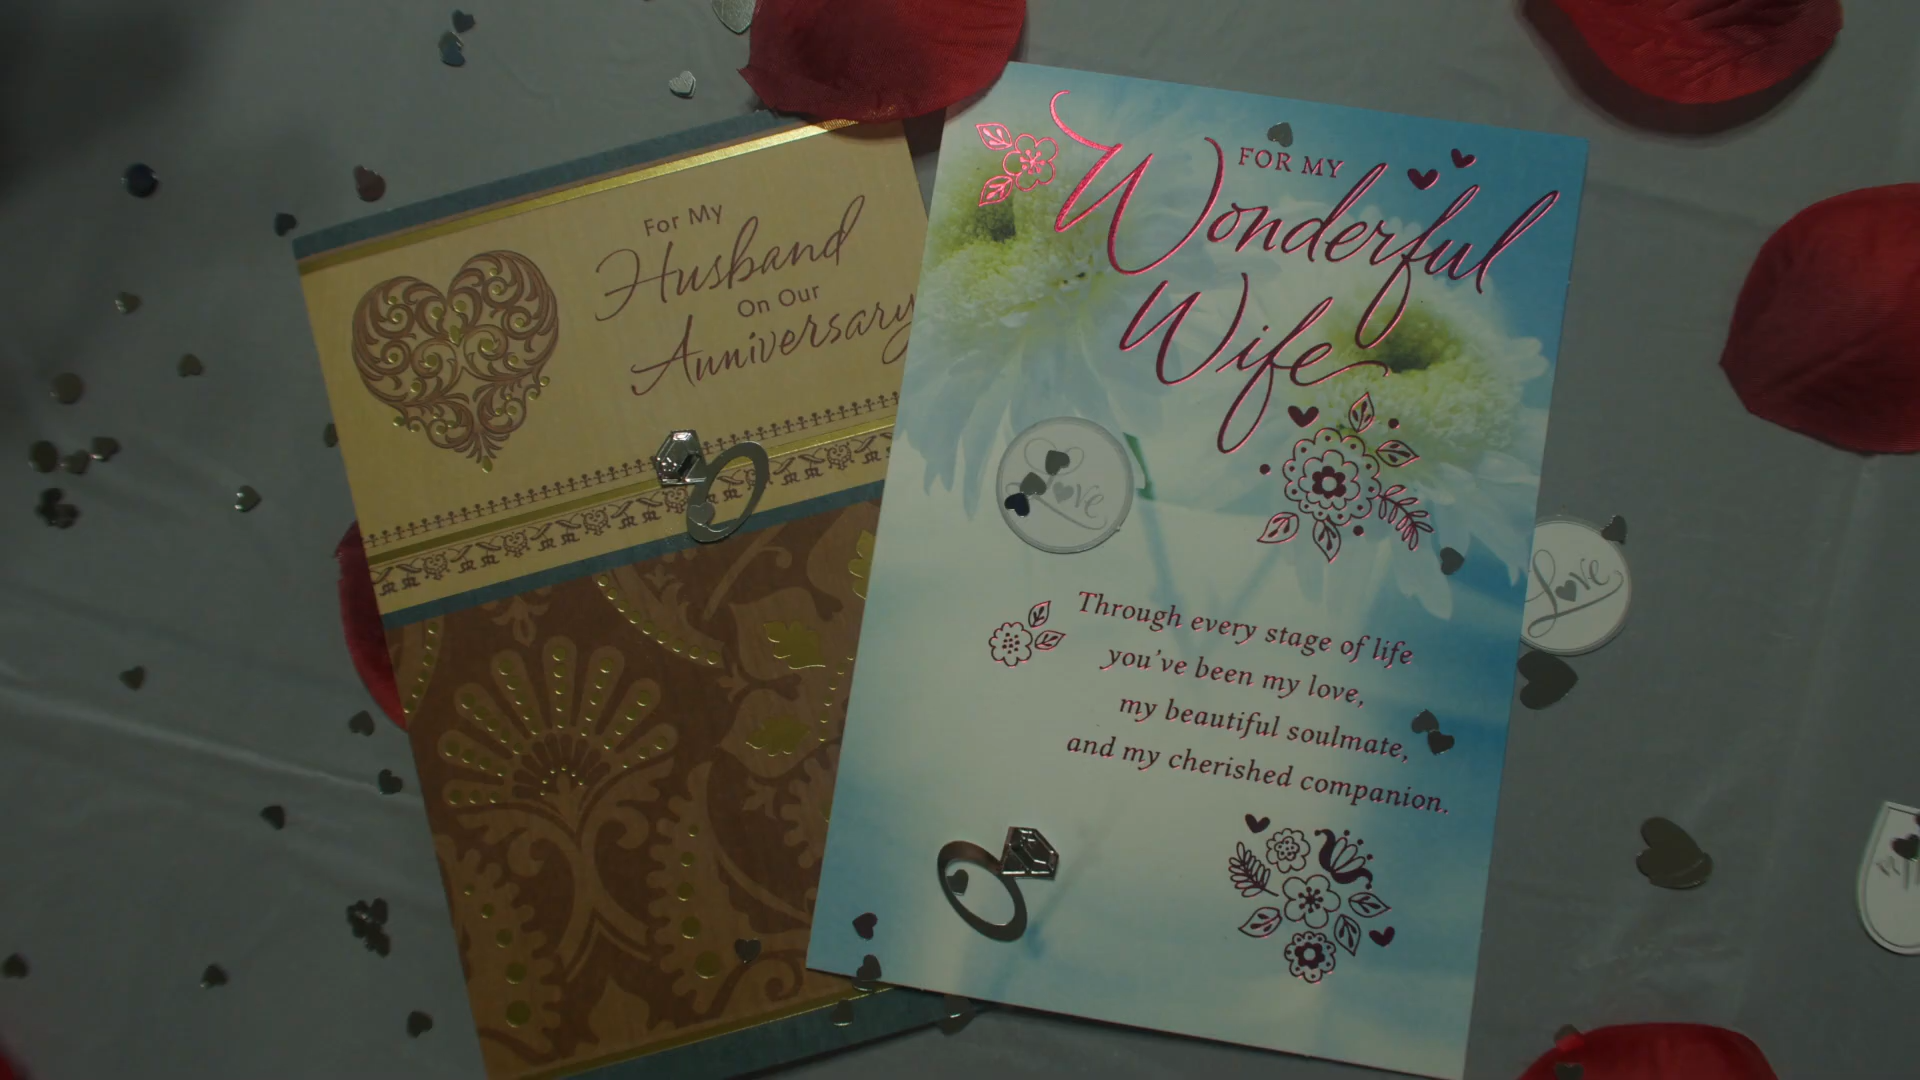 For My
Husband
On Our
Anniversary
FOR MY
Wonderful
Wife
Love
Through every stage of life
you've been my love,
my beautiful soulmate,
and my cherished companion.
Love